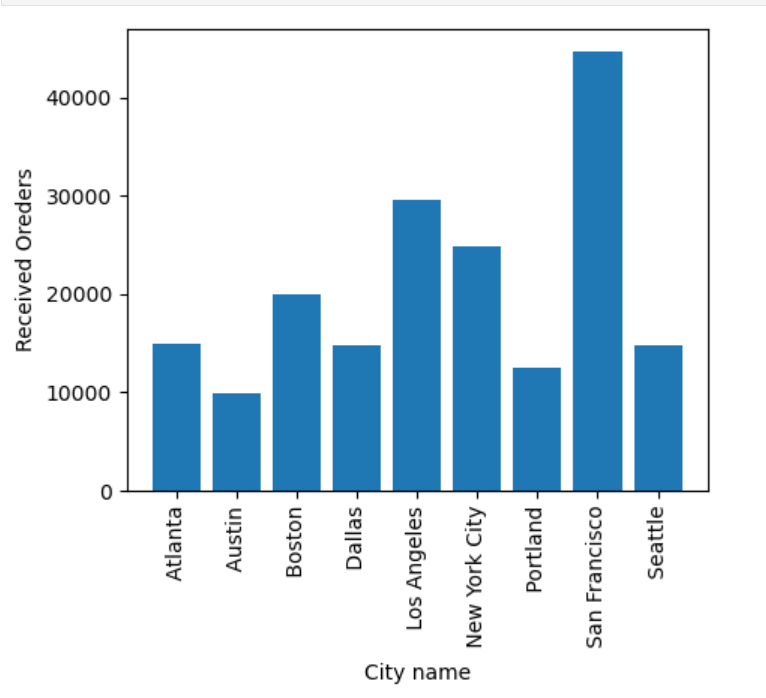 Received Oreders
40000
30000
20000
10000
0
Atlanta
Austin
Boston
Dallas
Los Angeles
New York City
Portland
San Francisco
Seattle
City name